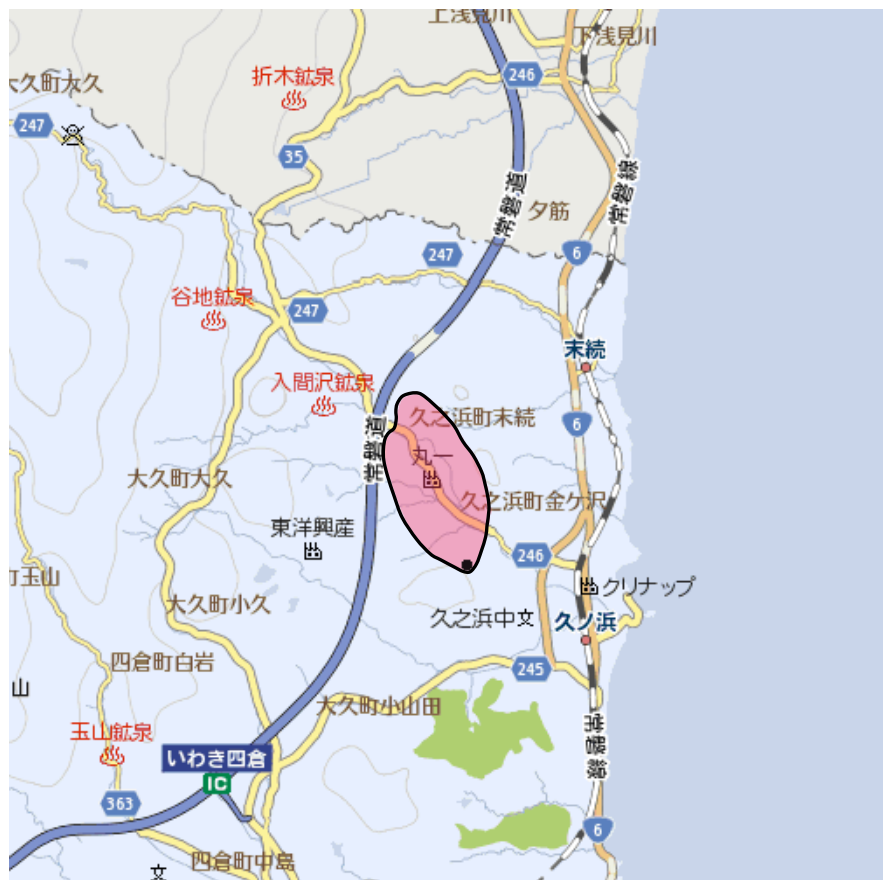 上浅見川
下浅見川
折木鉱泉
246
大久町大久
247
35
常磐道
常磐線
夕筋
6
247
谷地鉱泉
247
末続
入間沢鉱泉
久之浜町末続
6
常磐道
丸一
大久町大久
久之浜町金ケ沢
東洋興産
246
町玉山
クリナップ
大久町小久
久之浜中文
久ノ浜
四倉町白岩
245
山
大久町小山田
玉山鉱泉
常磐線
いわき四倉
IC
363
6
四倉町中島
文